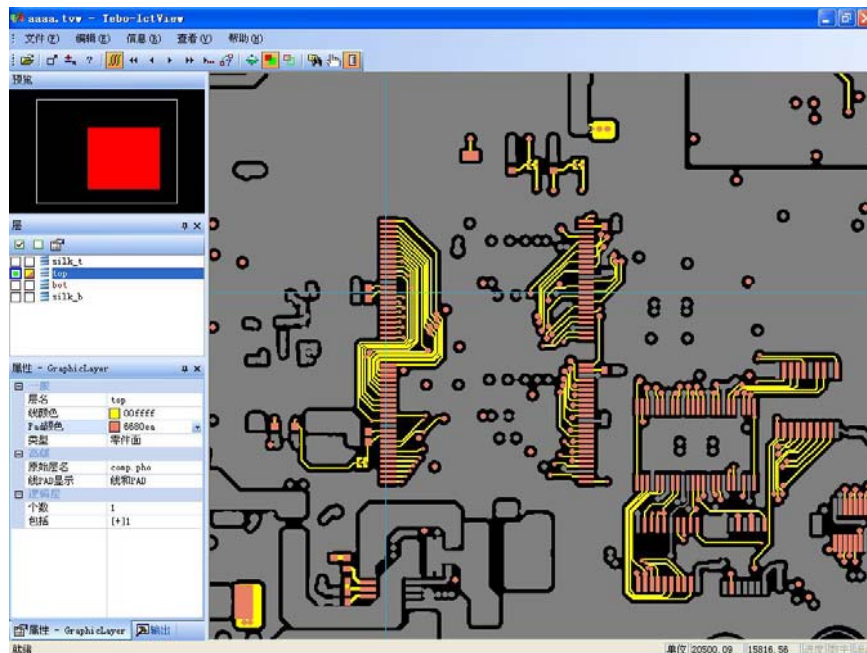 aaaa.tvw - Tebo-IctView
文件(F) 编辑(E) 信息(S) 查看(V) 帮助(H)
预览
层
silk_t
top
bot
silk_b
属性 - GraphicLayer
一般
层名 top
线颜色 00ffff
Pad颜色 6680ea
类型 零件面
高级
原始层名 comp.pho
线PAD显示 线和PAD
逻辑层
个数 1
包括 [+]1
属性 - GraphicLayer 输出
就绪 单位 20500.09 15816.56